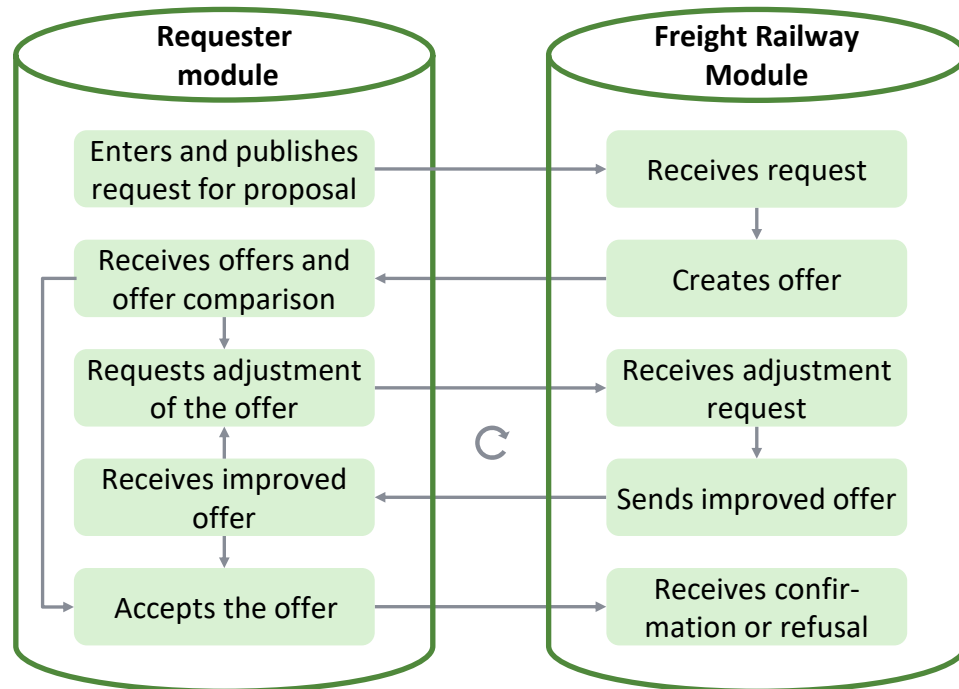 Requester
module
Freight Railway
Module
Enters and publishes
request for proposal
Receives request
Receives offers and
offer comparison
Creates offer
Requests adjustment
of the offer
Receives adjustment
request
Receives improved
offer
Sends improved offer
Accepts the offer
Receives confir-
mation or refusal